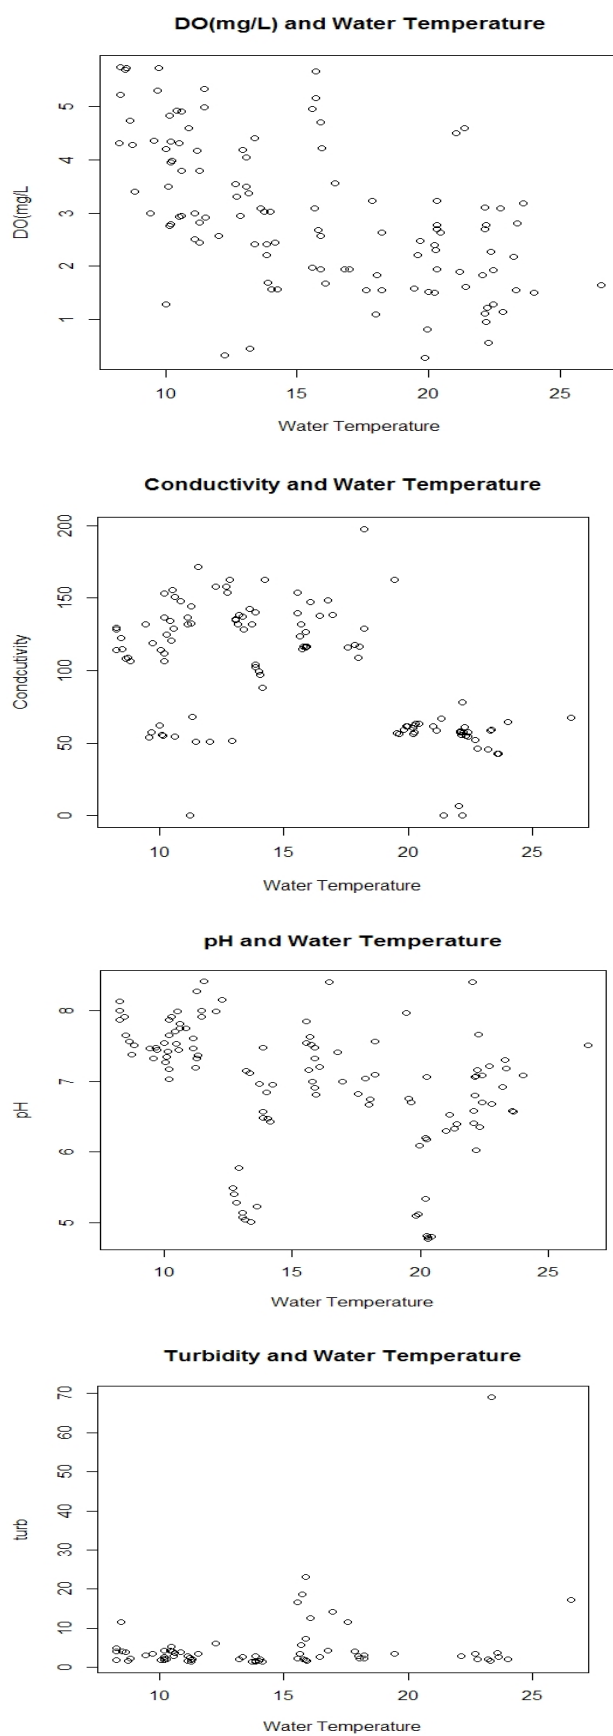 DO(mg/L) and Water Temperature
5
4
3
2
1
DO(mg/L
10 15 20 25
Water Temperature
Conductivity and Water Temperature
200
150
100
50
0
Condcutivity
10 15 20 25
Water Temperature
pH and Water Temperature
8
7
6
5
pH
10 15 20 25
Water Temperature
Turbidity and Water Temperature
70
60
50
40
30
20
10
0
turb
10 15 20 25
Water Temperature